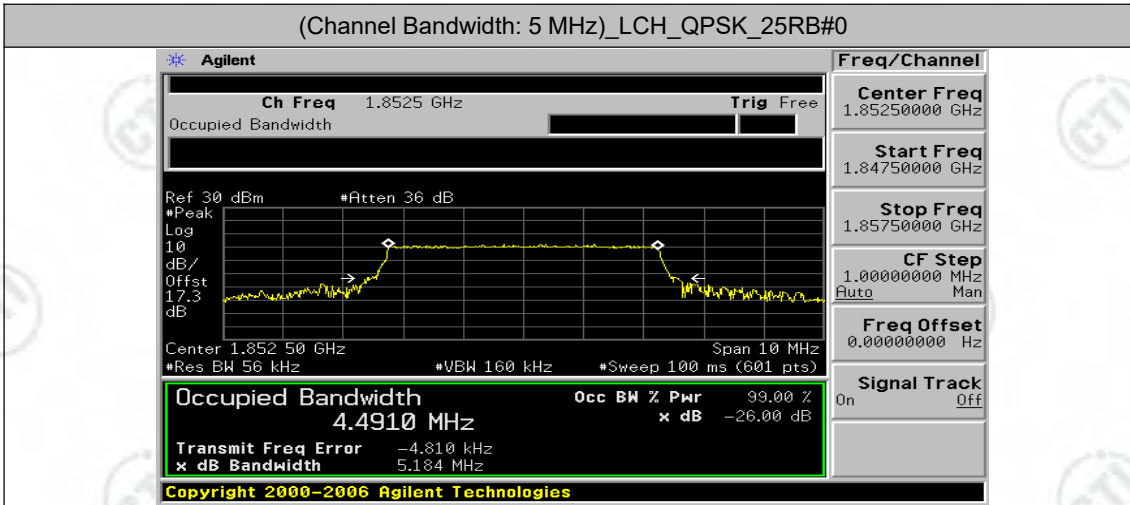 (Channel Bandwidth: 5 MHz)_LCH_QPSK_25RB#0
Agilent
Freq/Channel
Ch Freq 1.8525 GHz Trig Free
Occupied Bandwidth
Center Freq
1.85250000 GHz
Start Freq
1.84750000 GHz
Stop Freq
1.85750000 GHz
CF Step
1.00000000 MHz
Auto Man
Freq Offset
0.00000000 Hz
Signal Track
On Off
Ref 30 dBm #Atten 36 dB
#Peak
Log
10
dB/
Offst
17.3
dB
Center 1.852 50 GHz Span 10 MHz
#Res BW 56 kHz #VBW 160 kHz #Sweep 100 ms (601 pts)
Occupied Bandwidth Occ BW % Pwr 99.00 %
4.4910 MHz x dB -26.00 dB
Transmit Freq Error -4.810 kHz
x dB Bandwidth 5.184 MHz
Copyright 2000-2006 Agilent Technologies
CTI
CTI
CTI
CTI